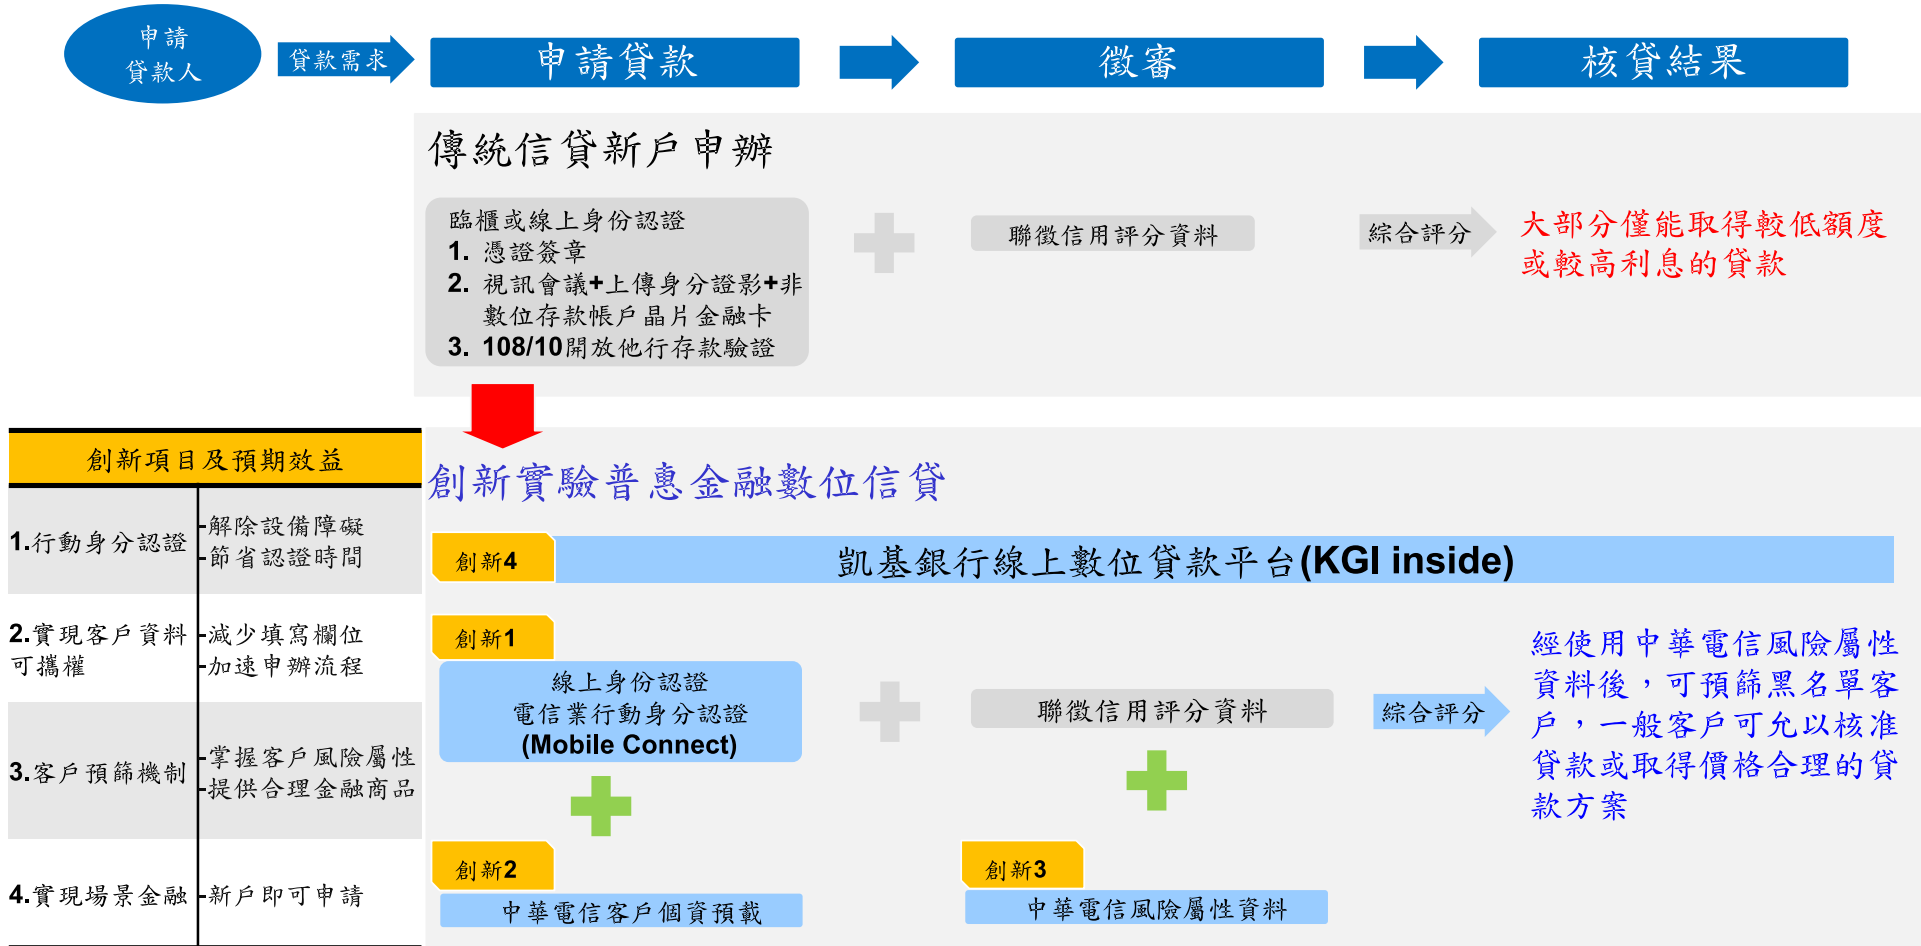 申請
貸款人
貸款需求
申請貸款
徵審
核貸結果
傳統信貸新戶申辦
臨櫃或線上身份認證
1. 憑證簽章
2. 視訊會議+上傳身分證影+非
數位存款帳戶晶片金融卡
3. 108/10開放他行存款驗證
聯徵信用評分資料
綜合評分
大部分僅能取得較低額度
或較高利息的貸款
創新項目及預期效益
1.行動身分認證
-解除設備障礙
-節省認證時間
2.實現客戶資料
可攜權
-減少填寫欄位
-加速申辦流程
3.客戶預篩機制
-掌握客戶風險屬性
-提供合理金融商品
4.實現場景金融
-新戶即可申請
創新實驗普惠金融數位信貸
創新4
凱基銀行線上數位貸款平台(KGI inside)
創新1
線上身份認證
電信業行動身分認證
(Mobile Connect)
聯徵信用評分資料
綜合評分
經使用中華電信風險屬性
資料後，可預篩黑名單客
戶，一般客戶可允以核准
貸款或取得價格合理的貸
款方案
創新2
中華電信客戶個資預載
創新3
中華電信風險屬性資料